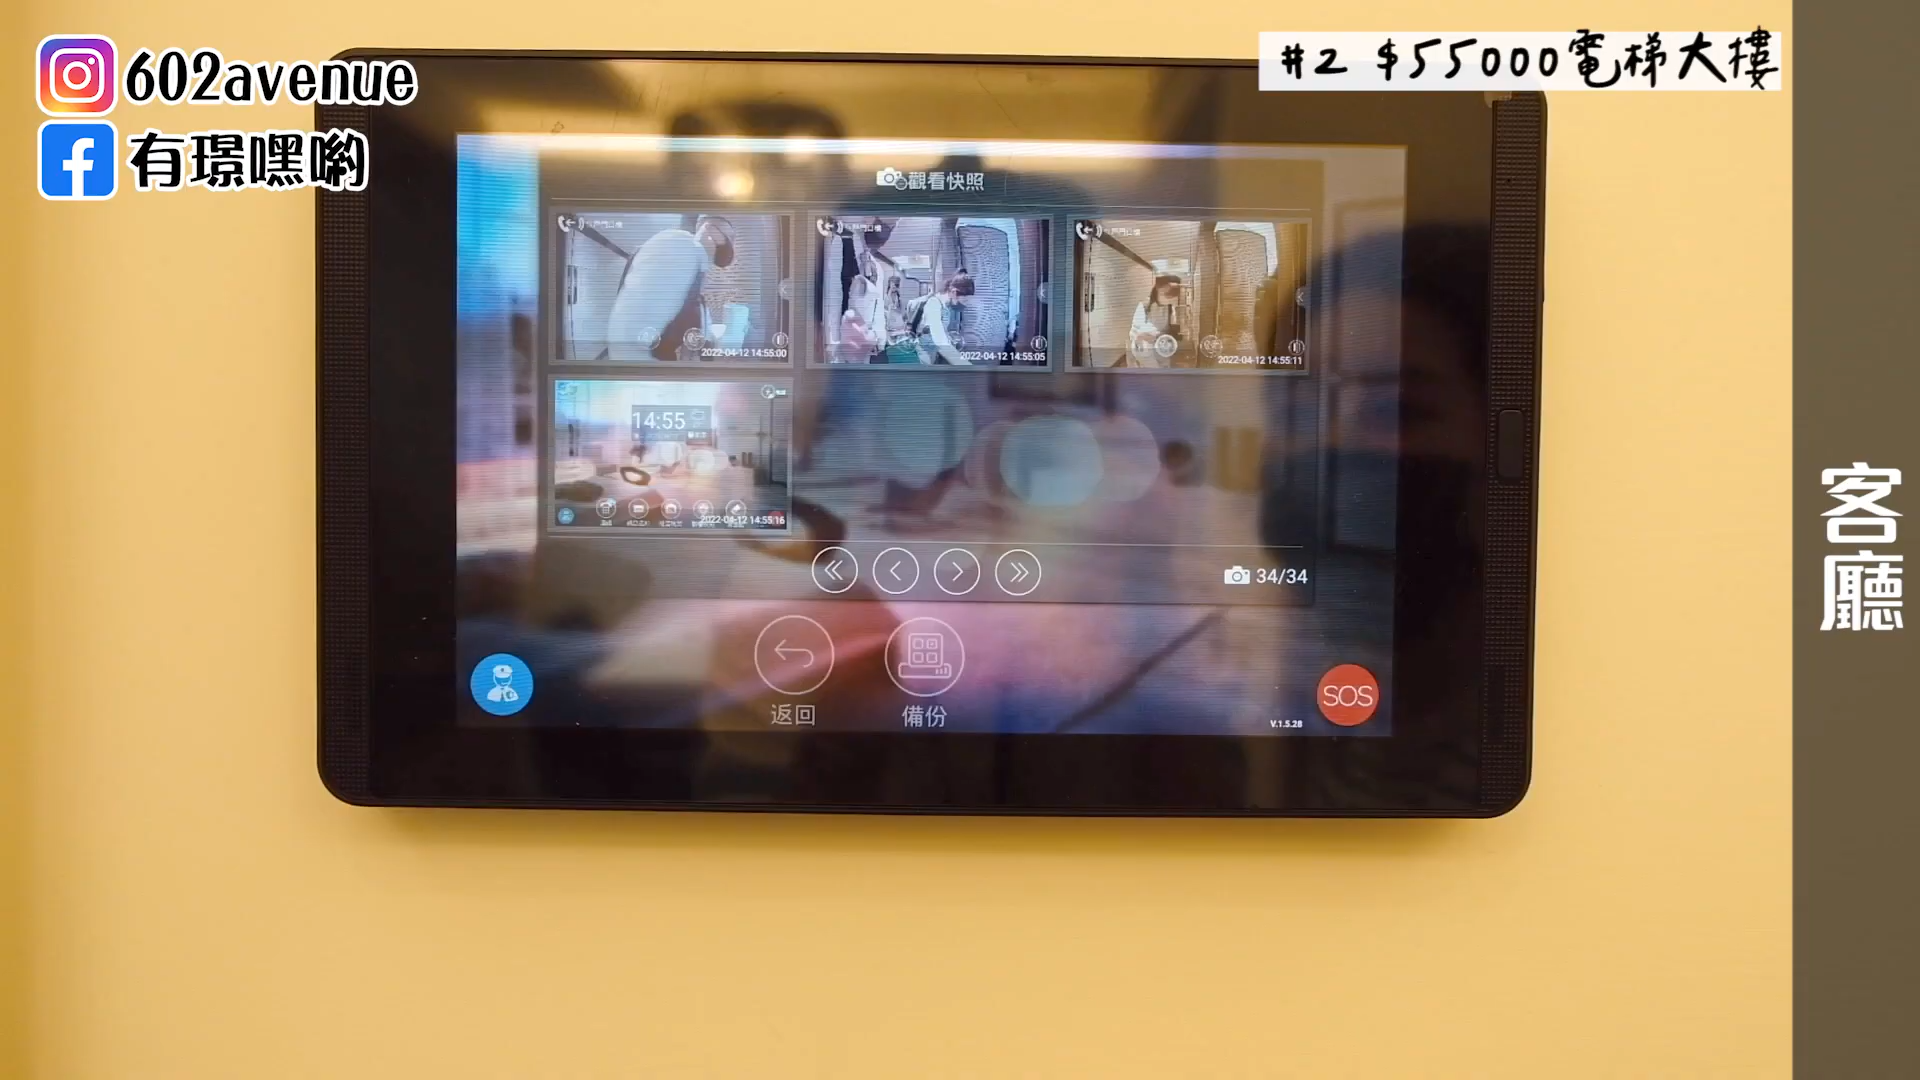 602avenue
有璟嘿喲
#2 $55000電梯大樓
客廳
觀看快照
2022-04-12 14:55:00
2022-04-12 14:55:05
2022-04-12 14:55:11
14:55
2022-04-12 14:55:16
34/34
返回
備份
SOS
V.1.5.28